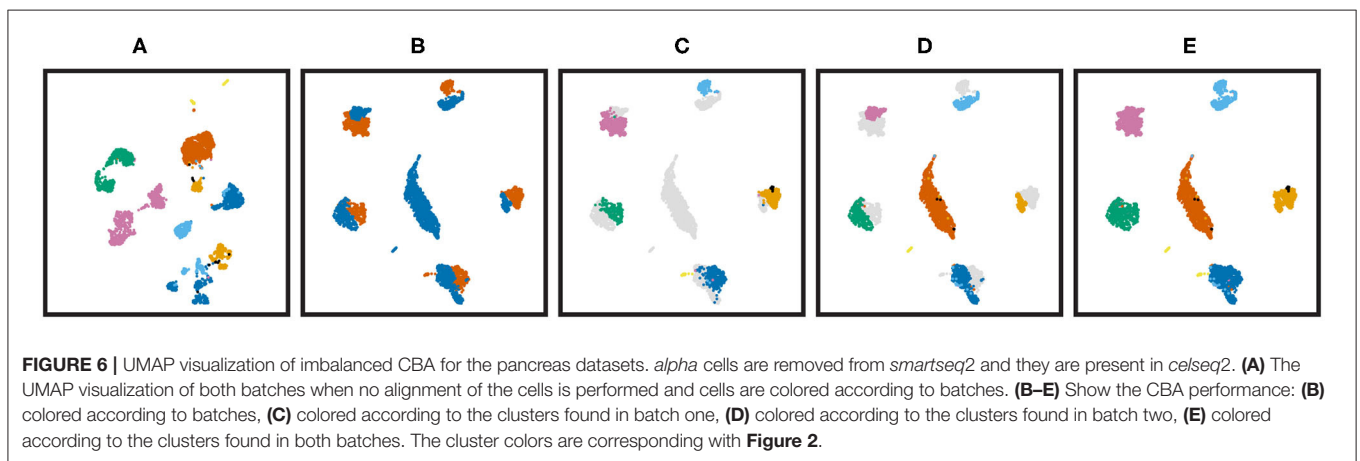 A B C D E
FIGURE 6 | UMAP visualization of imbalanced CBA for the pancreas datasets. alpha cells are removed from smartseq2 and they are present in celseq2. (A) The
UMAP visualization of both batches when no alignment of the cells is performed and cells are colored according to batches. (B–E) Show the CBA performance: (B)
colored according to batches, (C) colored according to the clusters found in batch one, (D) colored according to the clusters found in batch two, (E) colored
according to the clusters found in both batches. The cluster colors are corresponding with Figure 2.